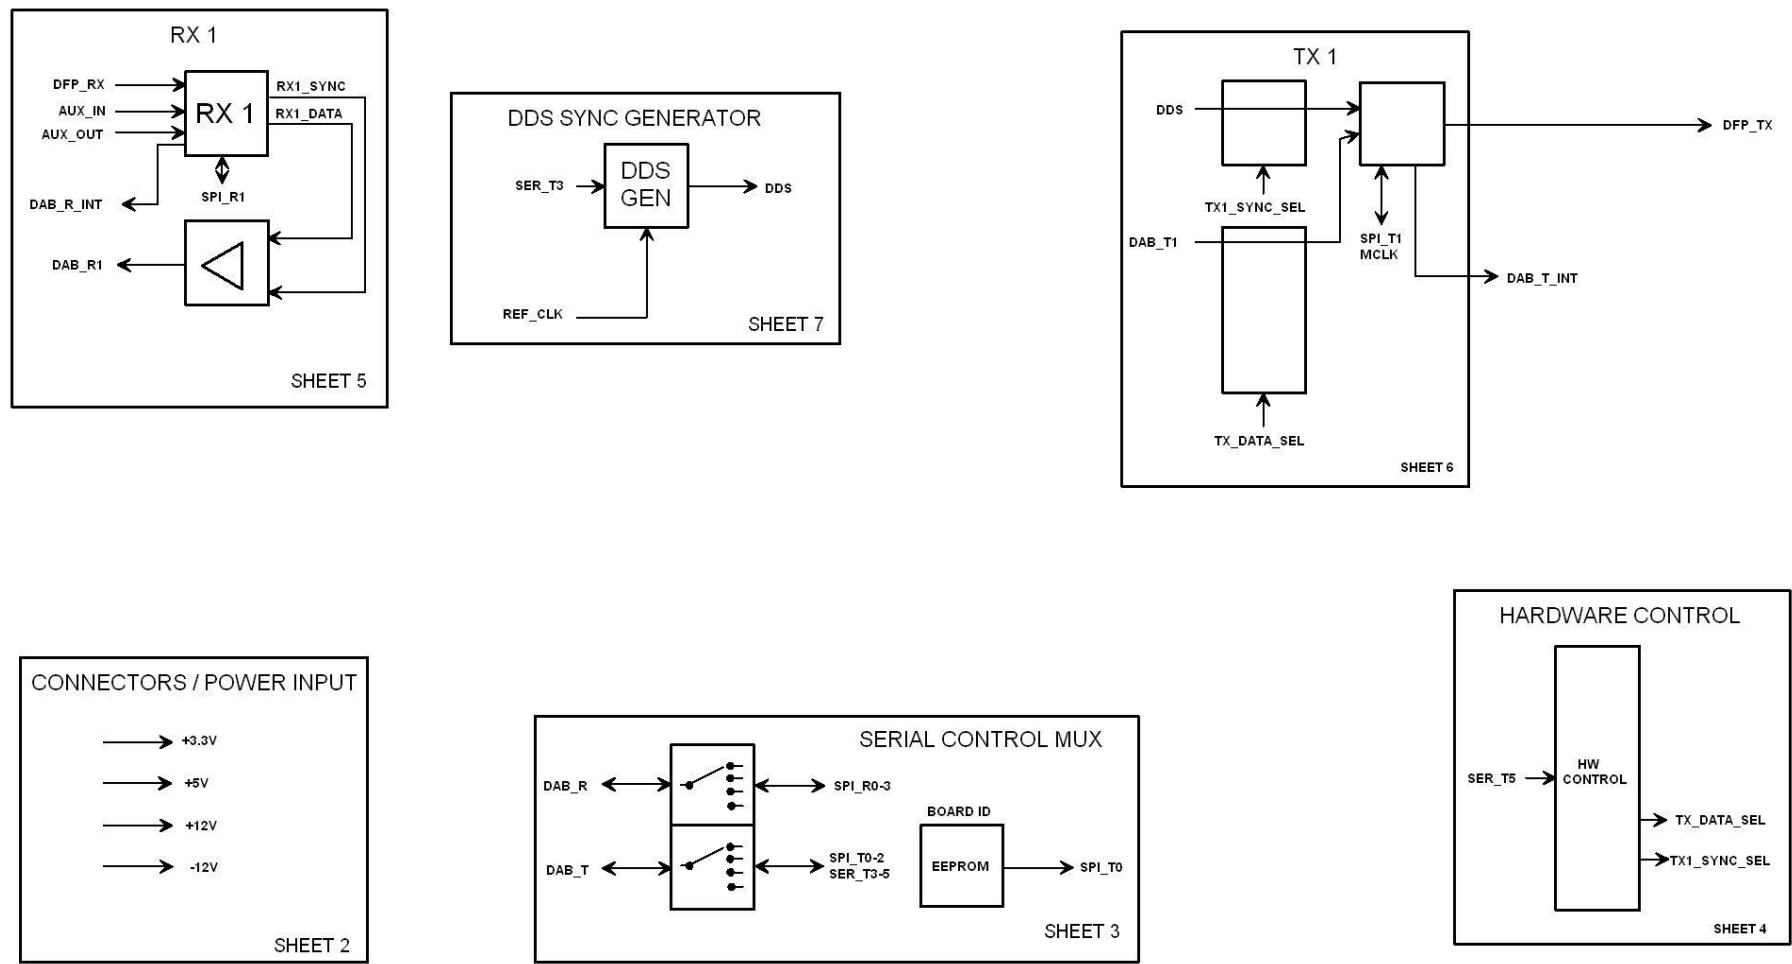 RX 1
DFP_RX
AUX_IN
AUX_OUT
RX 1
RX1_SYNC
RX1_DATA
SPI_R1
DAB_R_INT
DAB_R1
SHEET 5
DDS SYNC GENERATOR
SER_T3
DDS
GEN
DDS
REF_CLK
SHEET 7
TX 1
DDS
TX1_SYNC_SEL
DAB_T1
SPI_T1
MCLK
TX_DATA_SEL
SHEET 6
DFP_TX
DAB_T_INT
CONNECTORS / POWER INPUT
+3.3V
+5V
+12V
-12V
SHEET 2
SERIAL CONTROL MUX
DAB_R
SPI_R0-3
DAB_T
SPI_T0-2
SER_T3-5
BOARD ID
EEPROM
SPI_T0
SHEET 3
HARDWARE CONTROL
SER_T5
HW
CONTROL
TX_DATA_SEL
TX1_SYNC_SEL
SHEET 4